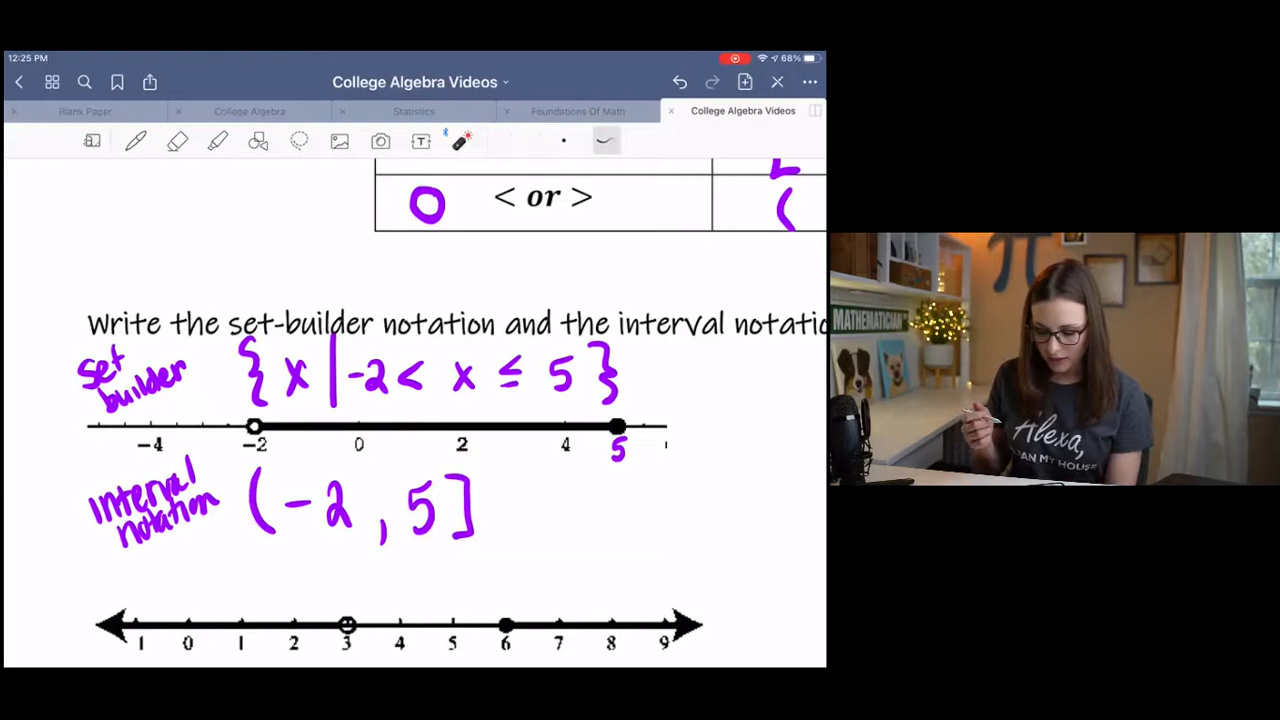 12:25 PM
68%
College Algebra Videos
Blank Paper
College Algebra
Statistics
Foundations Of Math
College Algebra Videos
T
O < or > (
Write the set-builder notation and the interval notatio
set builder
{ x | -2 < x ≤ 5 }
-4 -2 0 2 4 5
interval notation
( -2 , 5 ]
1 0 1 2 3 4 5 6 7 8 9
MATHEMATICIAN
Alexa,
MY HOUSE